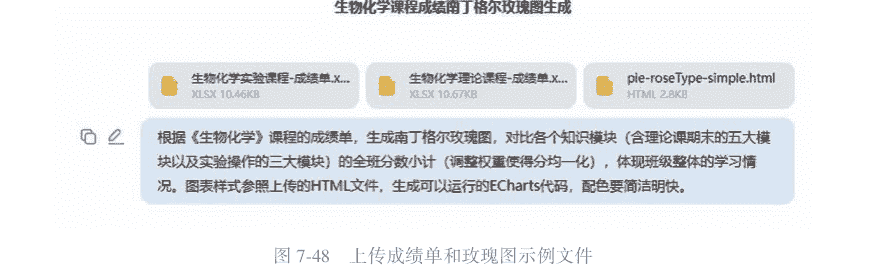 生物化学课程成绩南丁格尔玫瑰图生成
生物化学实验课程-成绩单.x...
XLSX 10.46KB
生物化学理论课程-成绩单.x...
XLSX 10.67KB
pie-roseType-simple.html
HTML 2.8KB
根据《生物化学》课程的成绩单，生成南丁格尔玫瑰图，对比各个知识模块（含理论课期末的五大模
块以及实验操作的三大模块）的全班分数小计（调整权重使得分均一化），体现班级整体的学习情
况。图表样式参照上传的HTML文件，生成可以运行的ECharts代码，配色要简洁明快。
图 7-48 上传成绩单和玫瑰图示例文件